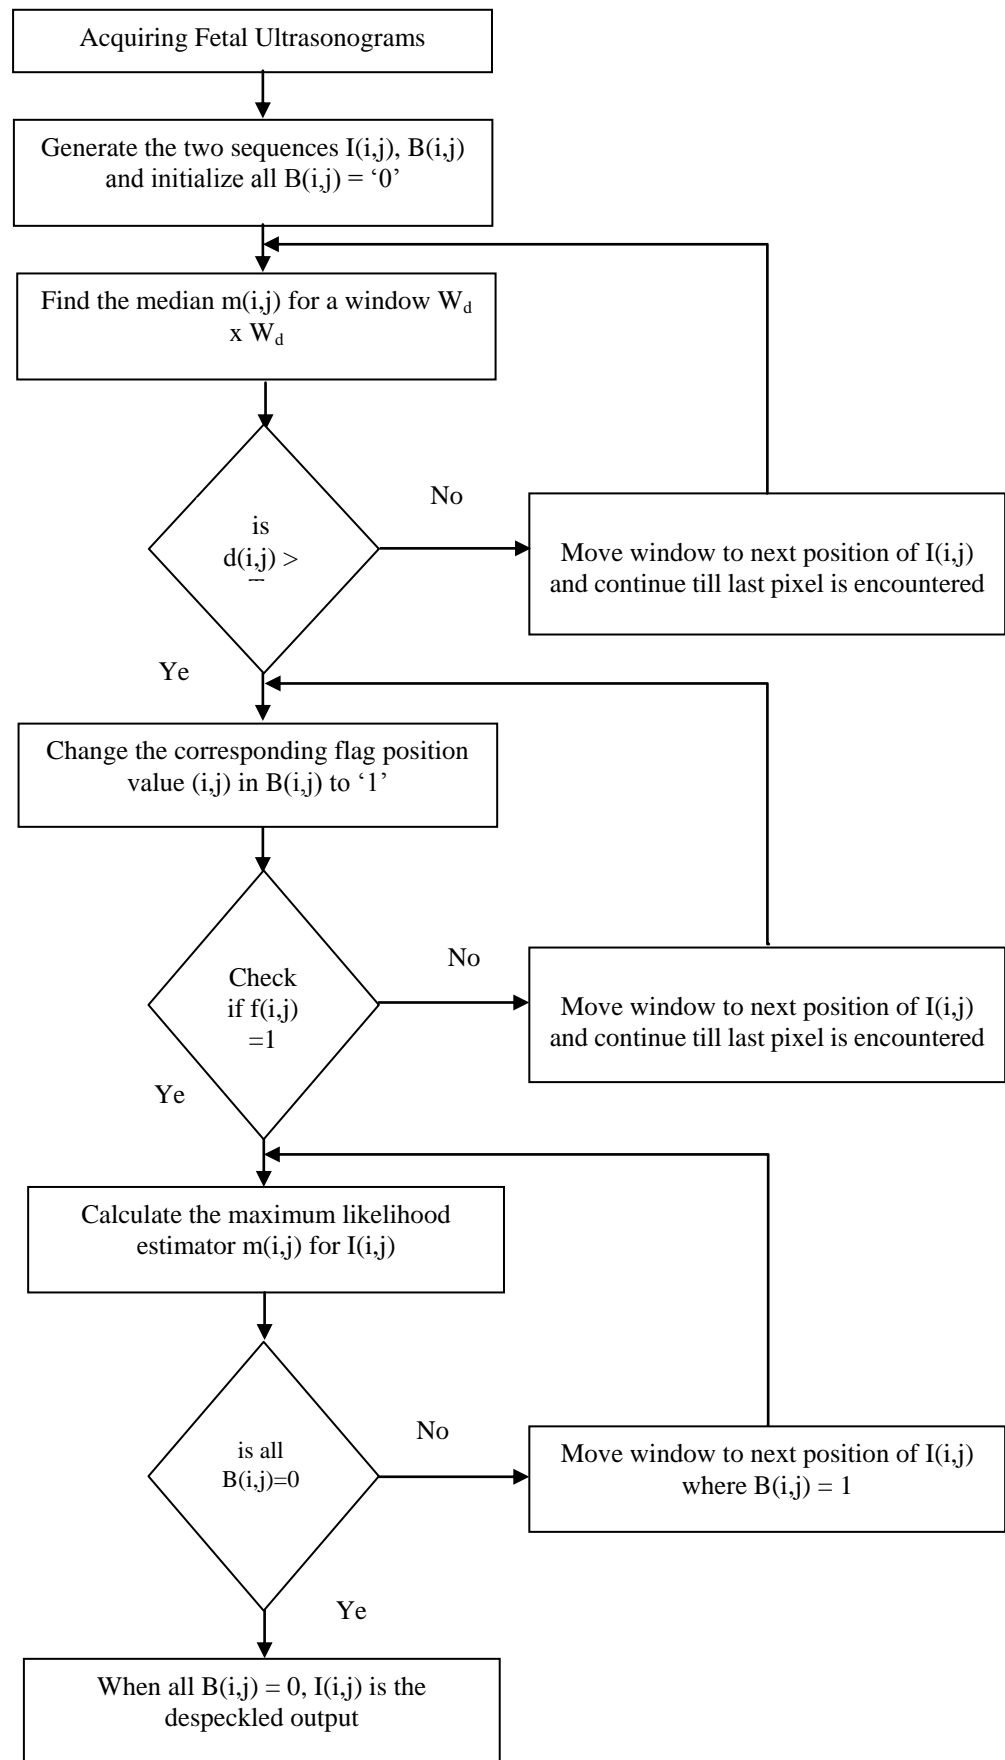 Acquiring Fetal Ultrasonograms
Generate the two sequences I(i,j), B(i,j)
and initialize all B(i,j) = ‘0’
Find the median m(i,j) for a window Wd
x Wd
is
d(i,j) >
No
Move window to next position of I(i,j)
and continue till last pixel is encountered
Ye
Change the corresponding flag position
value (i,j) in B(i,j) to ‘1’
Check
if f(i,j)
=1
No
Move window to next position of I(i,j)
and continue till last pixel is encountered
Ye
Calculate the maximum likelihood
estimator m(i,j) for I(i,j)
is all
B(i,j)=0
No
Move window to next position of I(i,j)
where B(i,j) = 1
Ye
When all B(i,j) = 0, I(i,j) is the
despeckled output